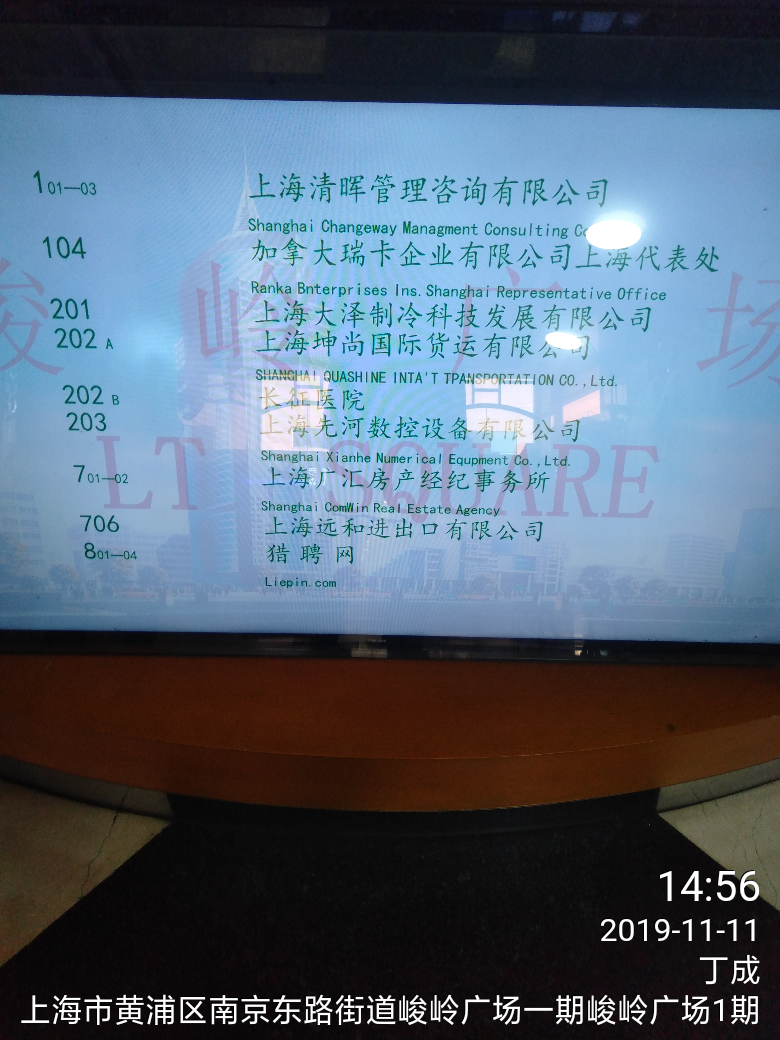 101—03 上海清晖管理咨询有限公司
Shanghai Changeway Managment Consulting
104 加拿大瑞卡企业有限公司上海代表处
Ranka Bnterprises Ins. Shanghai Representative Office
201 上海大泽制冷科技发展有限公司
202 A 上海坤尚国际货运有限公司
SHANGHAI QUASHINE INTA'T TPANSPORTATION CO., Ltd.
202 B 长征医院
203 上海先河数控设备有限公司
Shanghai Xianhe Numerical Equpment Co., Ltd.
701—02 上海广汇房产经纪事务所
Shanghai ComWin Real Estate Agency
706 上海远和进出口有限公司
801—04 猎聘网
Liepin.com
峻岭广场
LT SQUARE
14:56
2019-11-11
丁成
上海市黄浦区南京东路街道峻岭广场一期峻岭广场1期